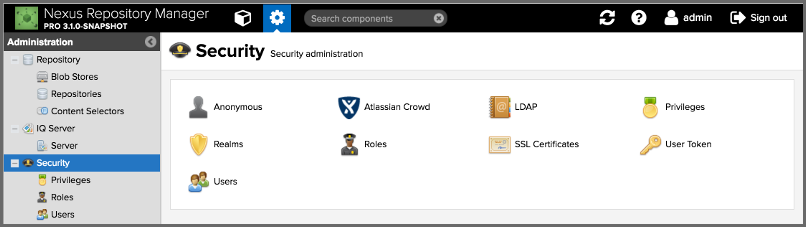 Nexus Repository Manager
PRO 3.1.0-SNAPSHOT
Search components
admin
Sign out
Administration
Repository
Blob Stores
Repositories
Content Selectors
IQ Server
Server
Security
Privileges
Roles
Users
Security Security administration
Anonymous Atlassian Crowd LDAP Privileges
Realms Roles SSL Certificates User Token
Users